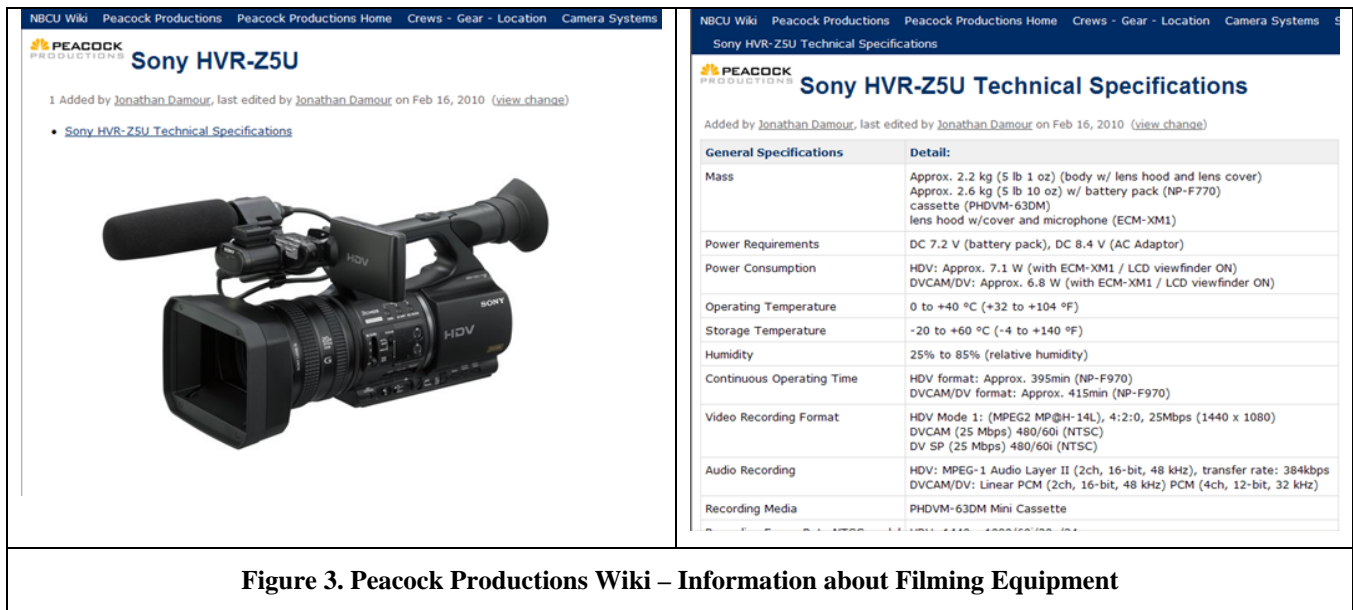 NBCU Wiki Peacock Productions Peacock Productions Home Crews - Gear - Location Camera Systems
PEACOCK
PRODUCTIONS
Sony HVR-Z5U
1 Added by Jonathan Damour, last edited by Jonathan Damour on Feb 16, 2010 (view change)
• Sony HVR-Z5U Technical Specifications
HDV
SONY
HDV
NBCU Wiki Peacock Productions Peacock Productions Home Crews - Gear - Location Camera Systems S
Sony HVR-Z5U Technical Specifications
PEACOCK
PRODUCTIONS
Sony HVR-Z5U Technical Specifications
Added by Jonathan Damour, last edited by Jonathan Damour on Feb 16, 2010 (view change)
General Specifications Detail:
Mass Approx. 2.2 kg (5 lb 1 oz) (body w/ lens hood and lens cover)
Approx. 2.6 kg (5 lb 10 oz) w/ battery pack (NP-F770)
cassette (PHDVM-63DM)
lens hood w/cover and microphone (ECM-XM1)
Power Requirements DC 7.2 V (battery pack), DC 8.4 V (AC Adaptor)
Power Consumption HDV: Approx. 7.1 W (with ECM-XM1 / LCD viewfinder ON)
DVCAM/DV: Approx. 6.8 W (with ECM-XM1 / LCD viewfinder ON)
Operating Temperature 0 to +40 ºC (+32 to +104 ºF)
Storage Temperature -20 to +60 ºC (-4 to +140 ºF)
Humidity 25% to 85% (relative humidity)
Continuous Operating Time HDV format: Approx. 395min (NP-F970)
DVCAM/DV format: Approx. 415min (NP-F970)
Video Recording Format HDV Mode 1: (MPEG2 MP@H-14L), 4:2:0, 25Mbps (1440 x 1080)
DVCAM (25 Mbps) 480/60i (NTSC)
DV SP (25 Mbps) 480/60i (NTSC)
Audio Recording HDV: MPEG-1 Audio Layer II (2ch, 16-bit, 48 kHz), transfer rate: 384kbps
DVCAM/DV: Linear PCM (2ch, 16-bit, 48 kHz) PCM (4ch, 12-bit, 32 kHz)
Recording Media PHDVM-63DM Mini Cassette
Figure 3. Peacock Productions Wiki – Information about Filming Equipment